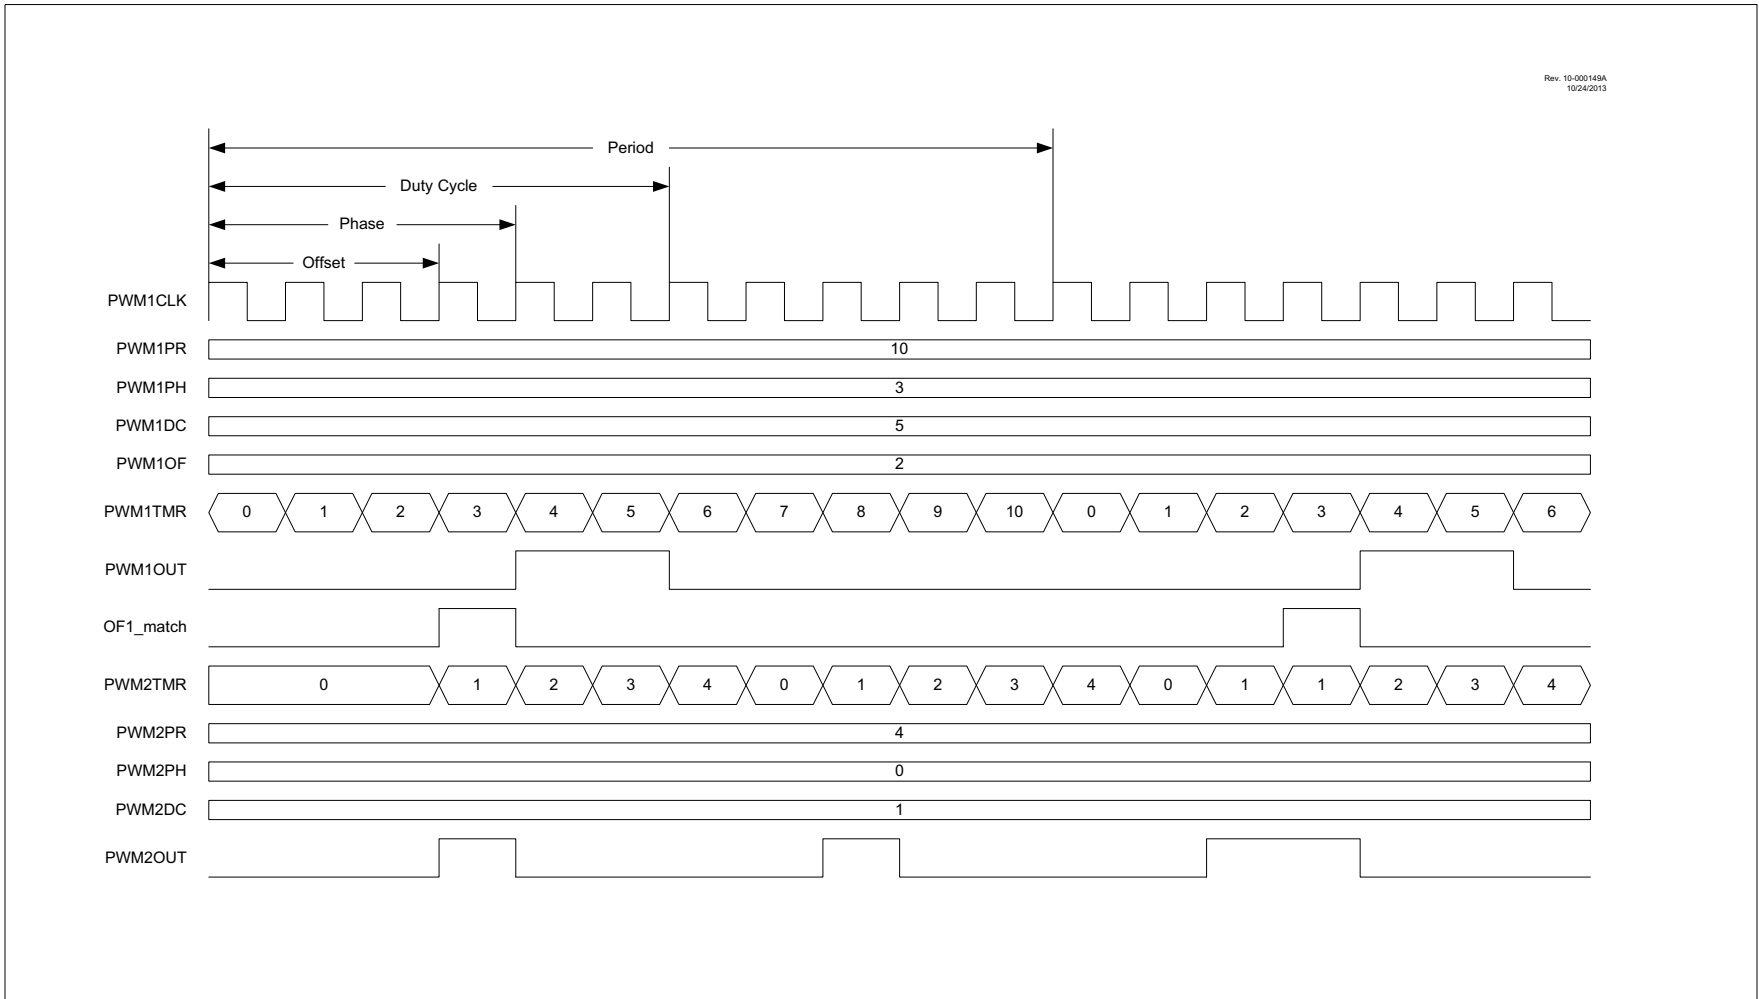 Rev. 10-000149A
10/24/2013
Period
Duty Cycle
Phase
Offset
PWM1CLK
PWM1PR 10
PWM1PH 3
PWM1DC 5
PWM1OF 2
PWM1TMR 0 1 2 3 4 5 6 7 8 9 10 0 1 2 3 4 5 6
PWM1OUT
OF1_match
PWM2TMR 0 1 2 3 4 0 1 2 3 4 0 1 1 2 3 4
PWM2PR 4
PWM2PH 0
PWM2DC 1
PWM2OUT